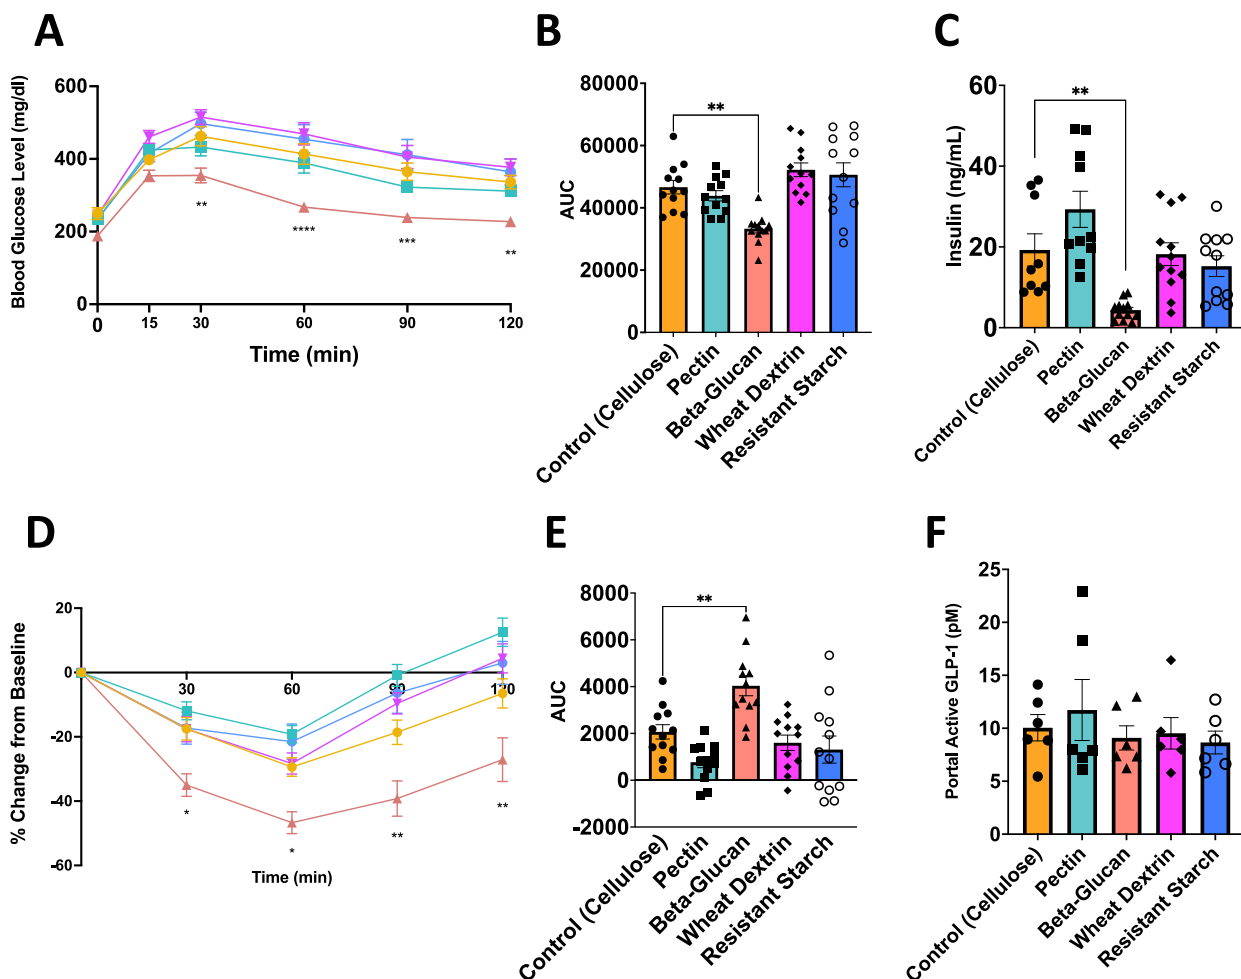 A
Blood Glucose Level (mg/dl)
600
400
200
0
0 15 30 60 90 120
** **** *** **
Time (min)
B
AUC
80000
60000
40000
20000
0
**
Control (Cellulose)
Pectin
Beta-Glucan
Wheat Dextrin
Resistant Starch
C
Insulin (ng/mL)
60
40
20
0
**
Control (Cellulose)
Pectin
Beta-Glucan
Wheat Dextrin
Resistant Starch
D
% Change from Baseline
20
0
-20
-40
-60
30 60 90 120
* * ** **
Time (min)
E
AUC
8000
6000
4000
2000
0
-2000
**
Control (Cellulose)
Pectin
Beta-Glucan
Wheat Dextrin
Resistant Starch
F
Portal Active GLP-1 (pM)
25
20
15
10
5
0
Control (Cellulose)
Pectin
Beta-Glucan
Wheat Dextrin
Resistant Starch